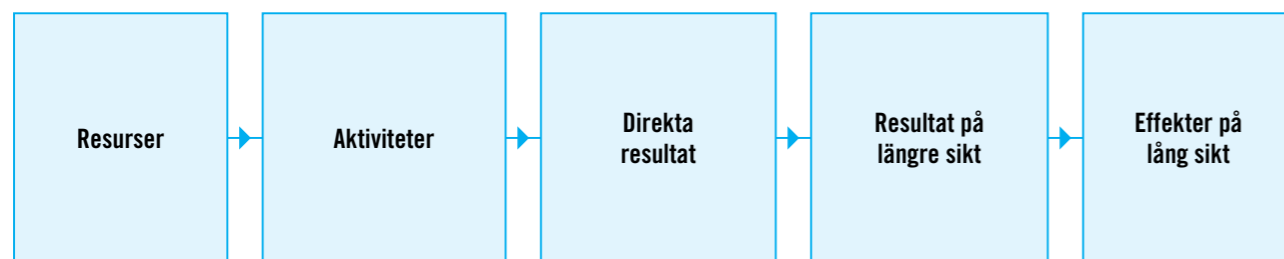 Resurser
Aktiviteter
Direkta
resultat
Resultat på
längre sikt
Effekter på
lång sikt